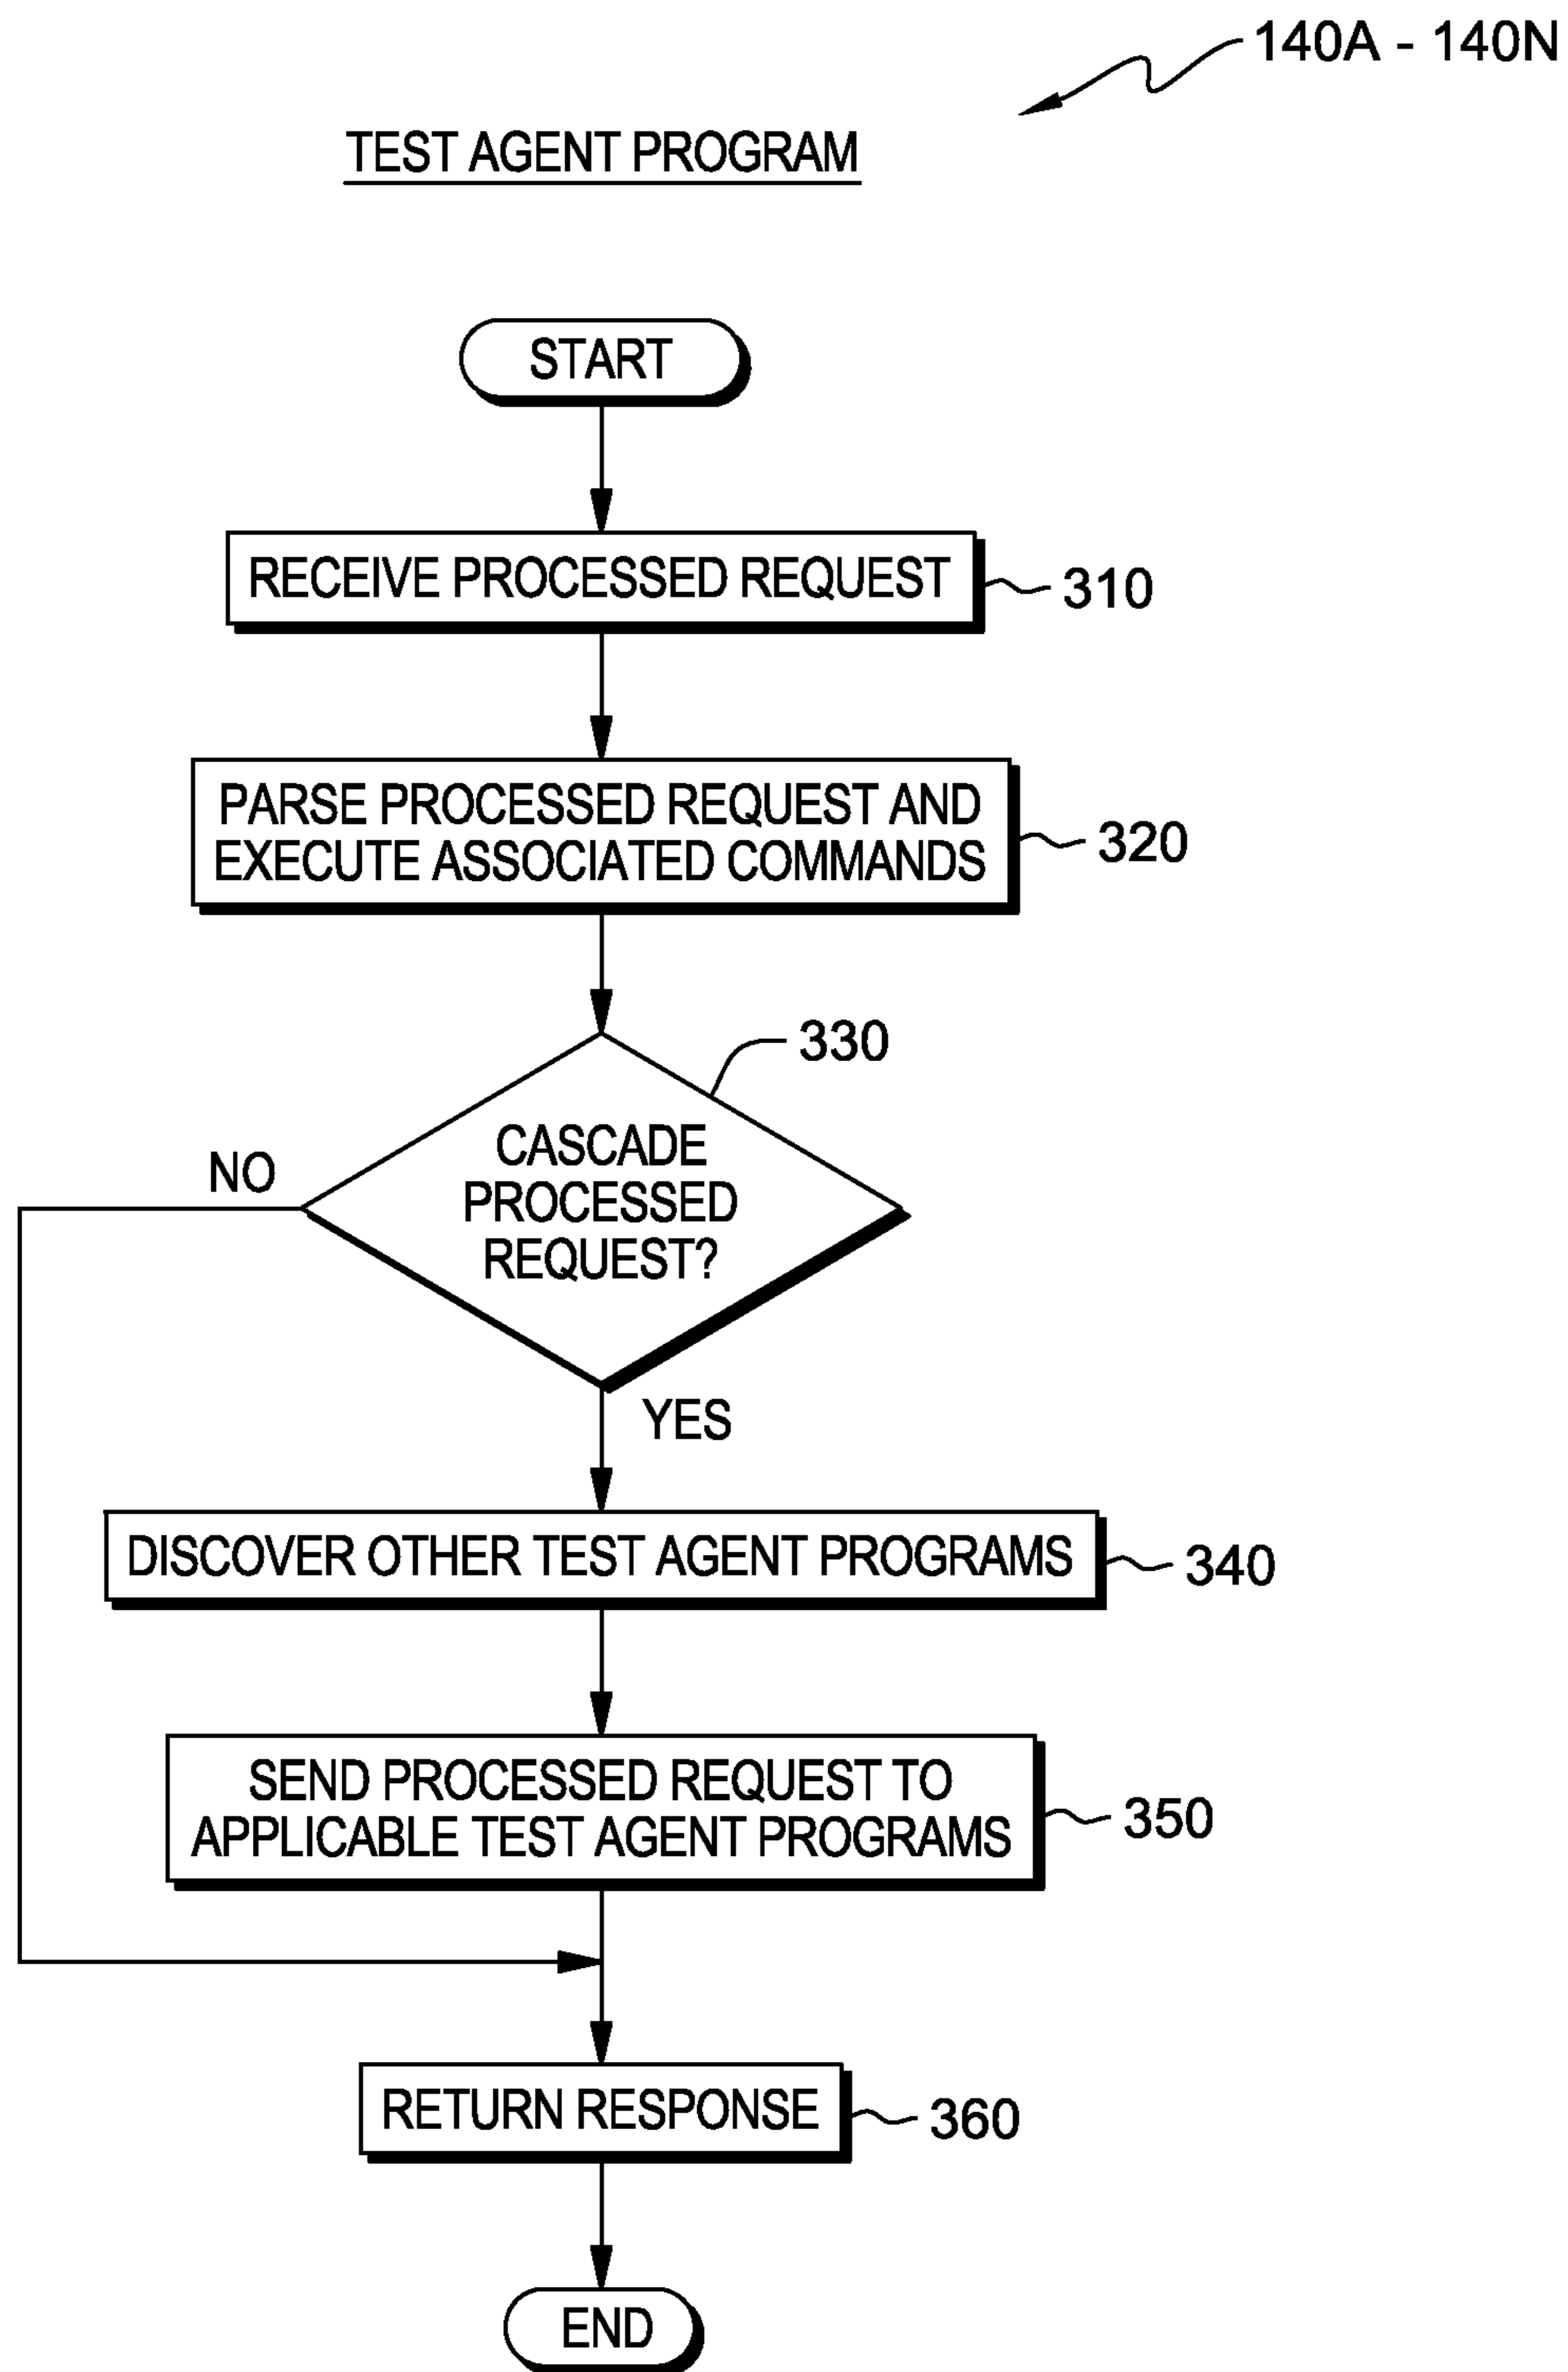 140A - 140N
TEST AGENT PROGRAM
START
RECEIVE PROCESSED REQUEST
310
PARSE PROCESSED REQUEST AND
EXECUTE ASSOCIATED COMMANDS
320
330
CASCADE
PROCESSED
REQUEST?
NO
YES
DISCOVER OTHER TEST AGENT PROGRAMS
340
SEND PROCESSED REQUEST TO
APPLICABLE TEST AGENT PROGRAMS
350
RETURN RESPONSE
360
END